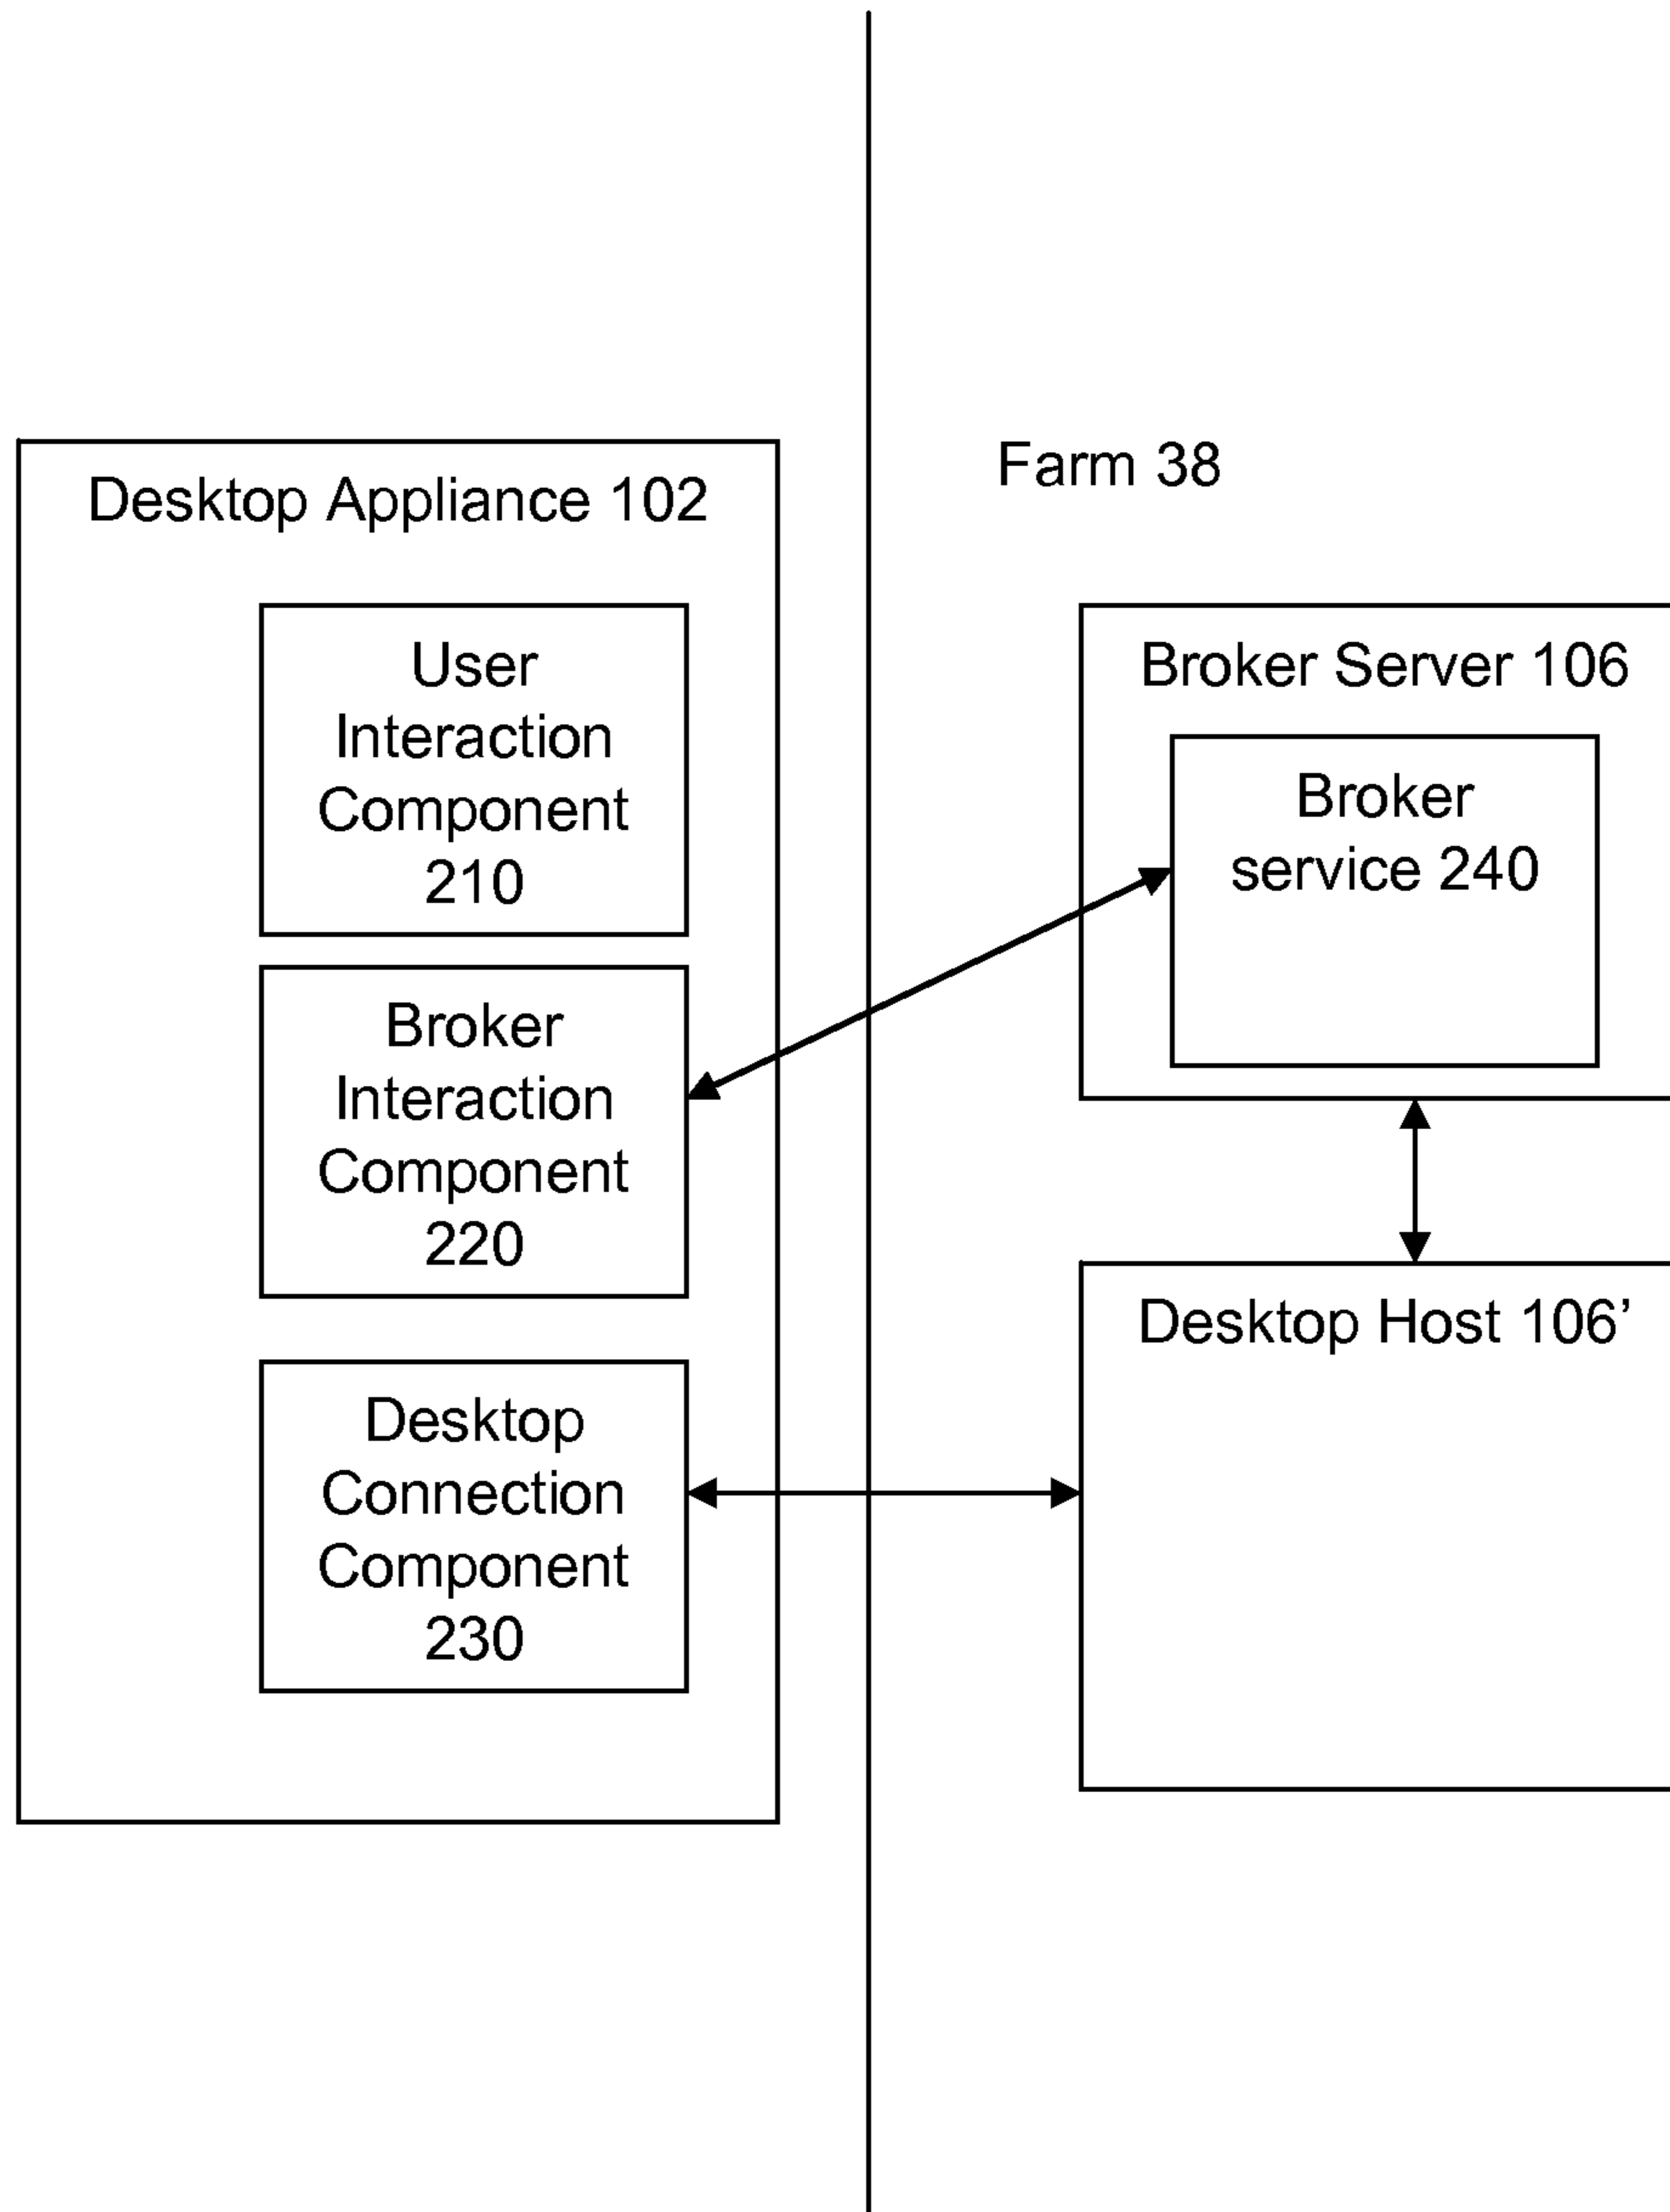 Desktop Appliance 102
User
Interaction
Component
210
Broker
Interaction
Component
220
Desktop
Connection
Component
230
Farm 38
Broker Server 106
Broker
service 240
Desktop Host 106’